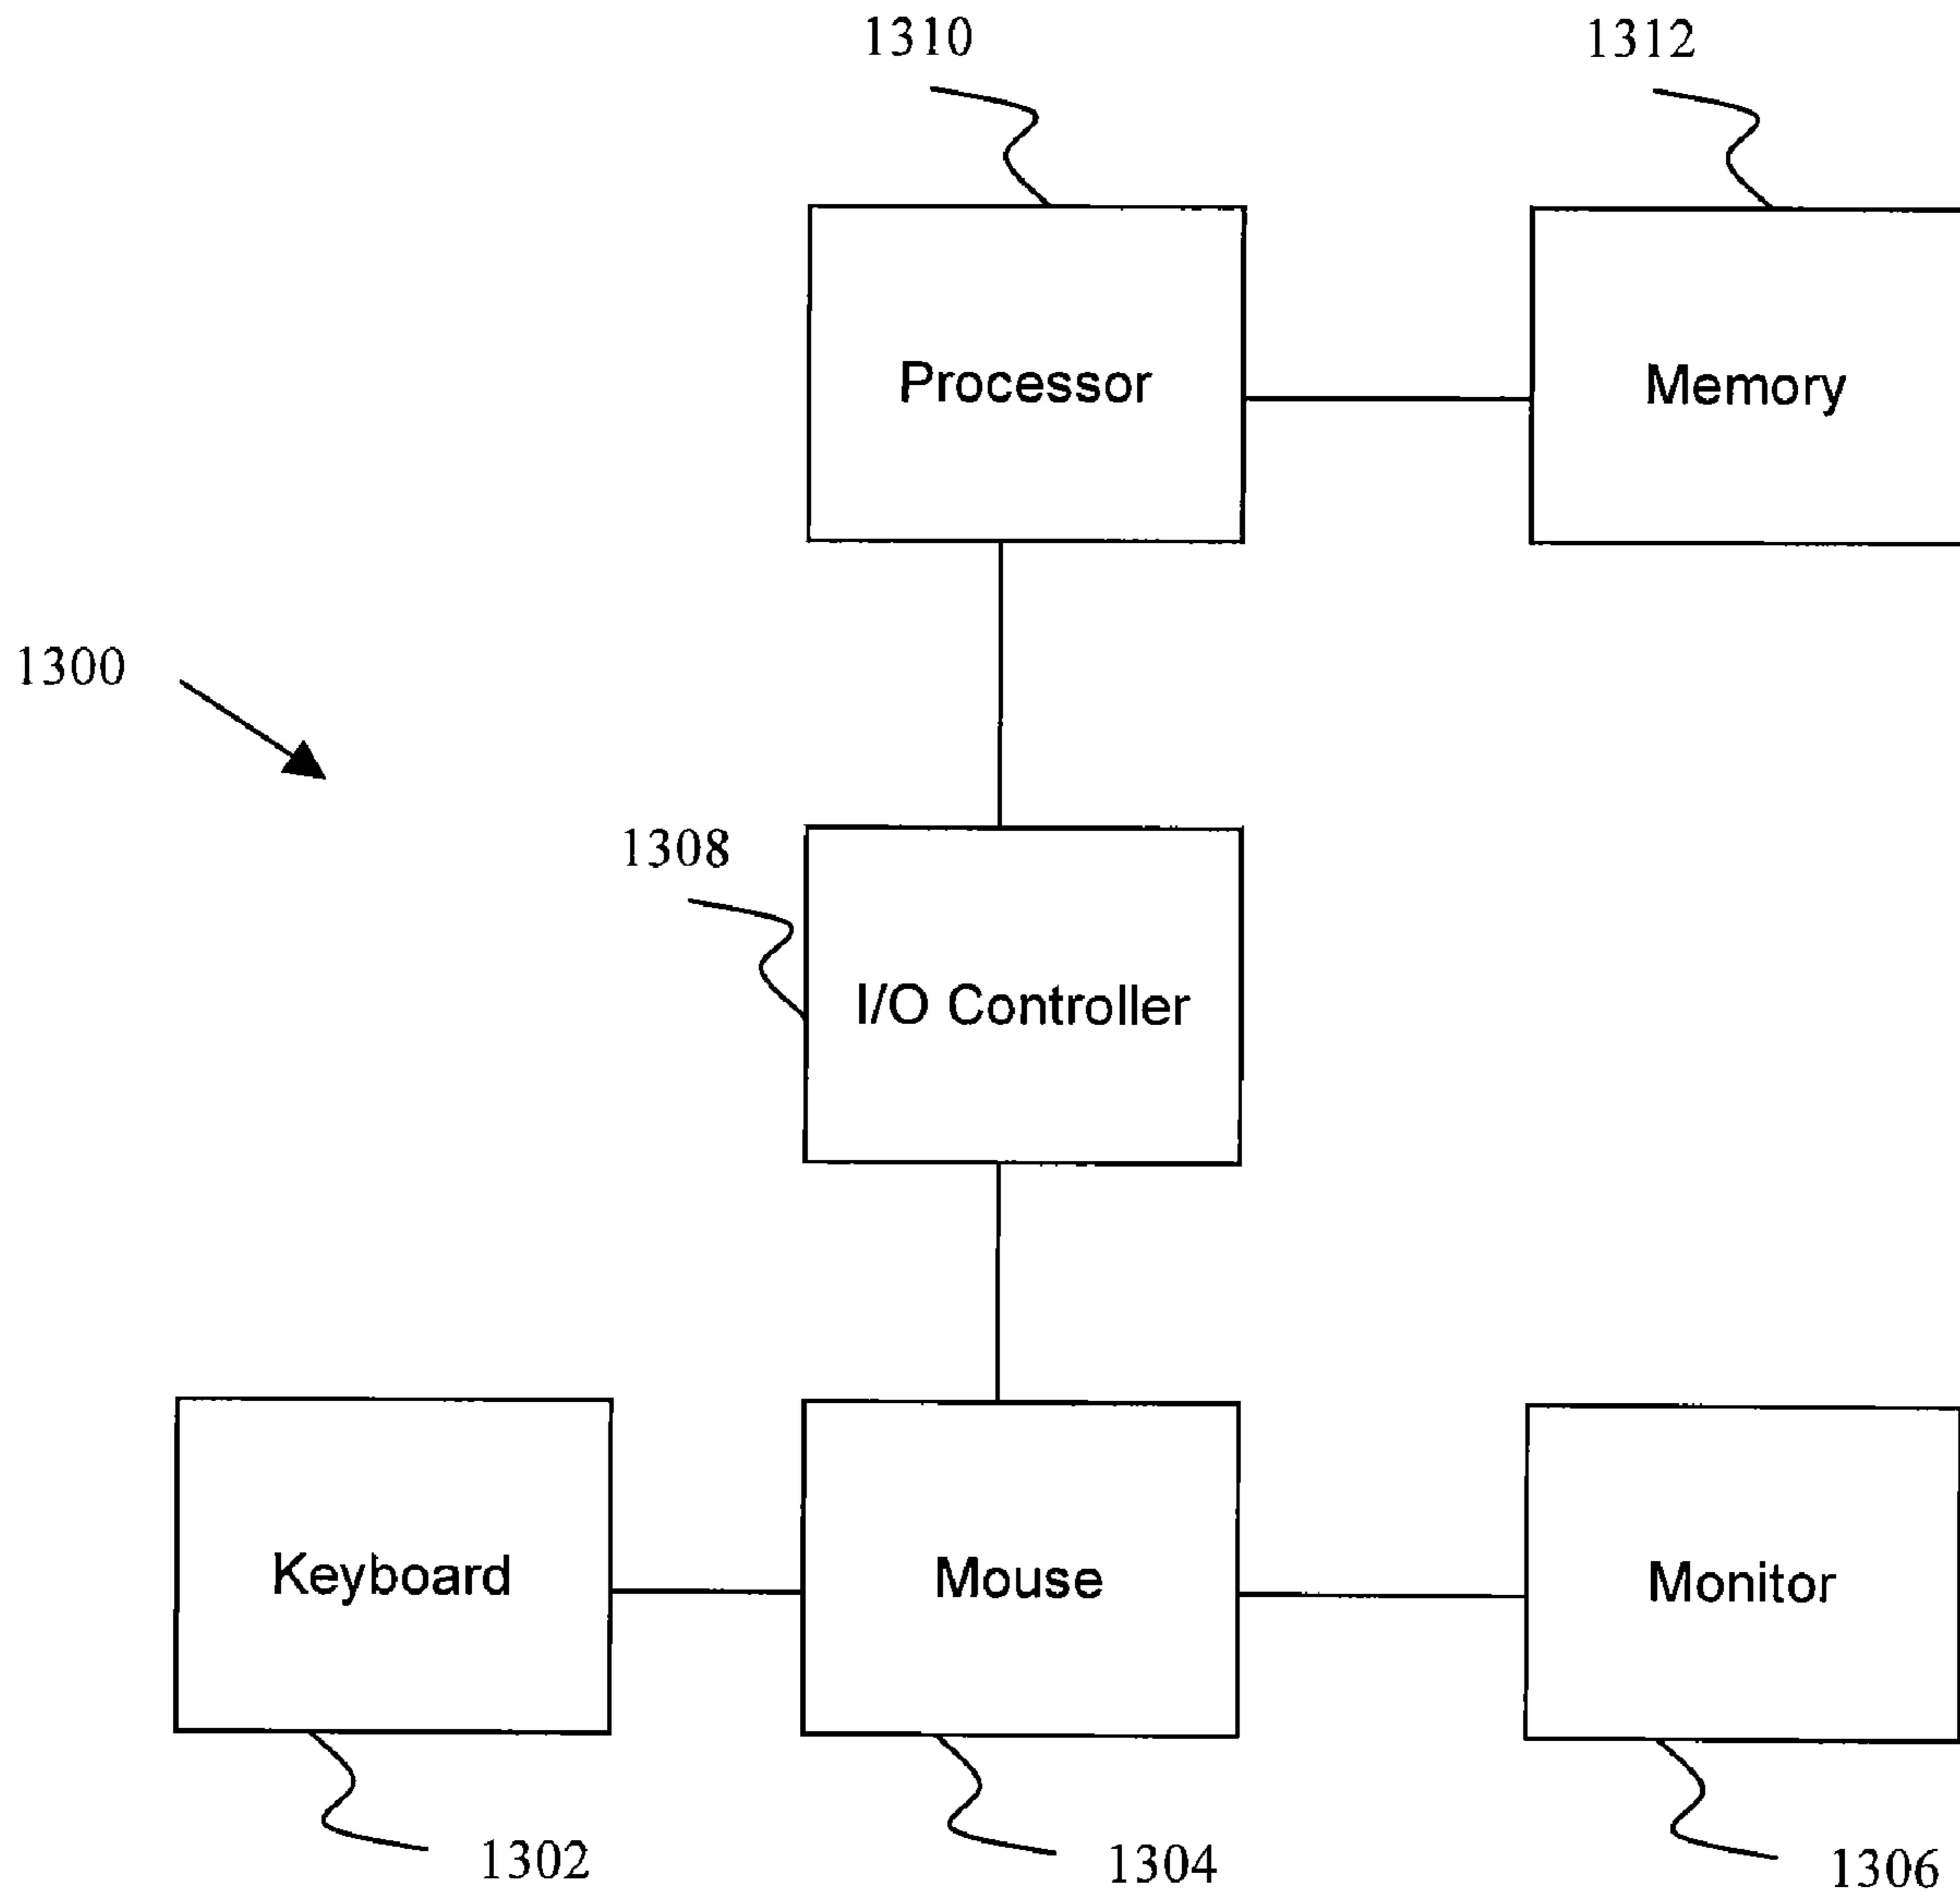 1310
1312
Processor
Memory
1300
1308
I/O Controller
Keyboard
Mouse
Monitor
1302
1304
1306